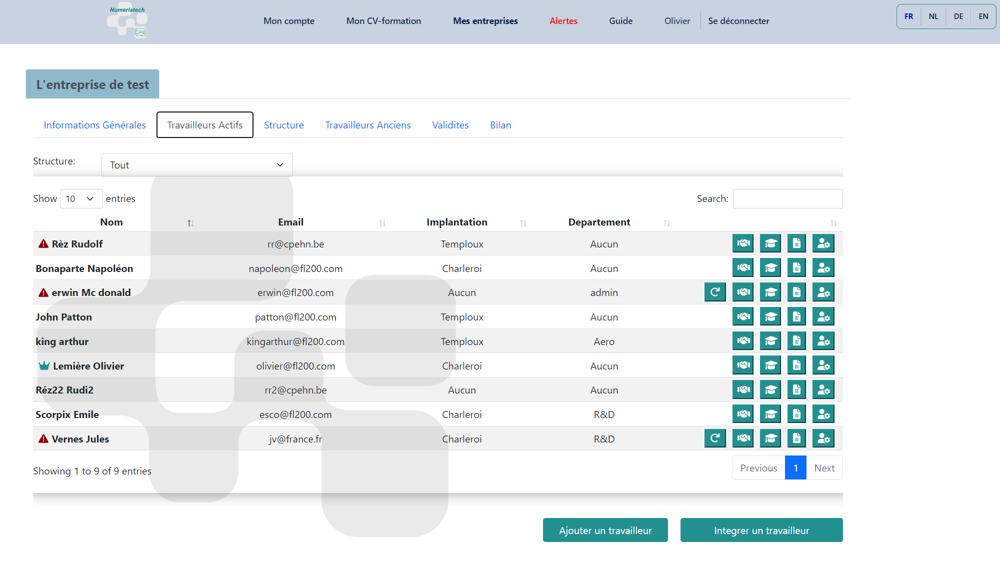 Numeriatech
CPE
Mon compte
Mon CV-formation
Mes entreprises
Alertes
Guide
Olivier
Se déconnecter
FR NL DE EN
L'entreprise de test
Informations Générales
Travailleurs Actifs
Structure
Travailleurs Anciens
Validités
Bilan
Structure: Tout
Show 10 entries
Search:
Nom Email Implantation Departement
Rèz Rudolf rr@cpehn.be Temploux Aucun
Bonaparte Napoléon napoleon@fl200.com Charleroi Aucun
erwin Mc donald erwin@fl200.com Aucun admin
John Patton patton@fl200.com Temploux Aucun
king arthur kingarthur@fl200.com Temploux Aero
Lemière Olivier olivier@fl200.com Charleroi Aucun
Réz22 Rudi2 rr2@cpehn.be Aucun Aucun
Scorpix Emile esco@fl200.com Charleroi R&D
Vernes Jules jv@france.fr Charleroi R&D
Showing 1 to 9 of 9 entries
Previous 1 Next
Ajouter un travailleur
Integrer un travailleur